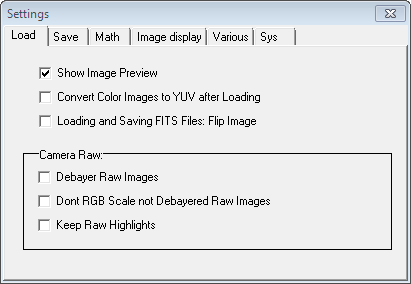 Settings
Load Save Math Image display Various Sys
Show Image Preview
Convert Color Images to YUV after Loading
Loading and Saving FITS Files: Flip Image
Camera Raw:
Debayer Raw Images
Dont RGB Scale not Debayered Raw Images
Keep Raw Highlights